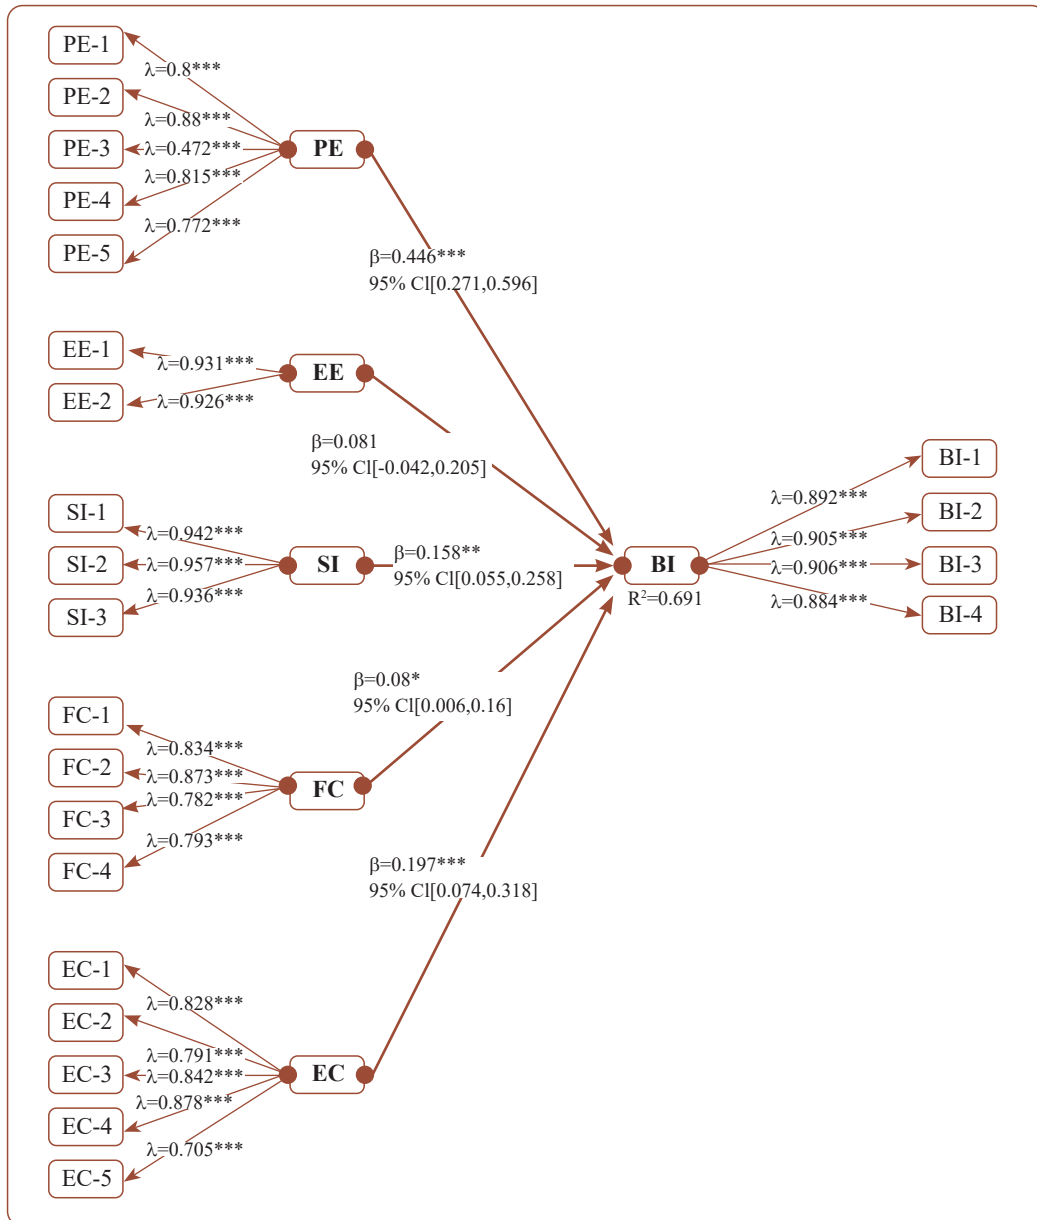 PE-1
λ=0.8***
PE-2
λ=0.88***
PE-3
λ=0.472***
PE
PE-4
λ=0.815***
PE-5
λ=0.772***
β=0.446***
95% Cl[0.271,0.596]
EE-1
λ=0.931***
EE
EE-2
λ=0.926***
β=0.081
95% Cl[-0.042,0.205]
SI-1
λ=0.942***
SI-2
λ=0.957***
SI
SI-3
λ=0.936***
β=0.158**
95% Cl[0.055,0.258]
BI
R²=0.691
BI-1
λ=0.892***
BI-2
λ=0.905***
BI-3
λ=0.906***
BI-4
λ=0.884***
β=0.08*
95% Cl[0.006,0.16]
FC-1
λ=0.834***
FC-2
λ=0.873***
FC
FC-3
λ=0.782***
FC-4
λ=0.793***
β=0.197***
95% Cl[0.074,0.318]
EC-1
λ=0.828***
EC-2
λ=0.791***
EC-3
λ=0.842***
EC
EC-4
λ=0.878***
EC-5
λ=0.705***